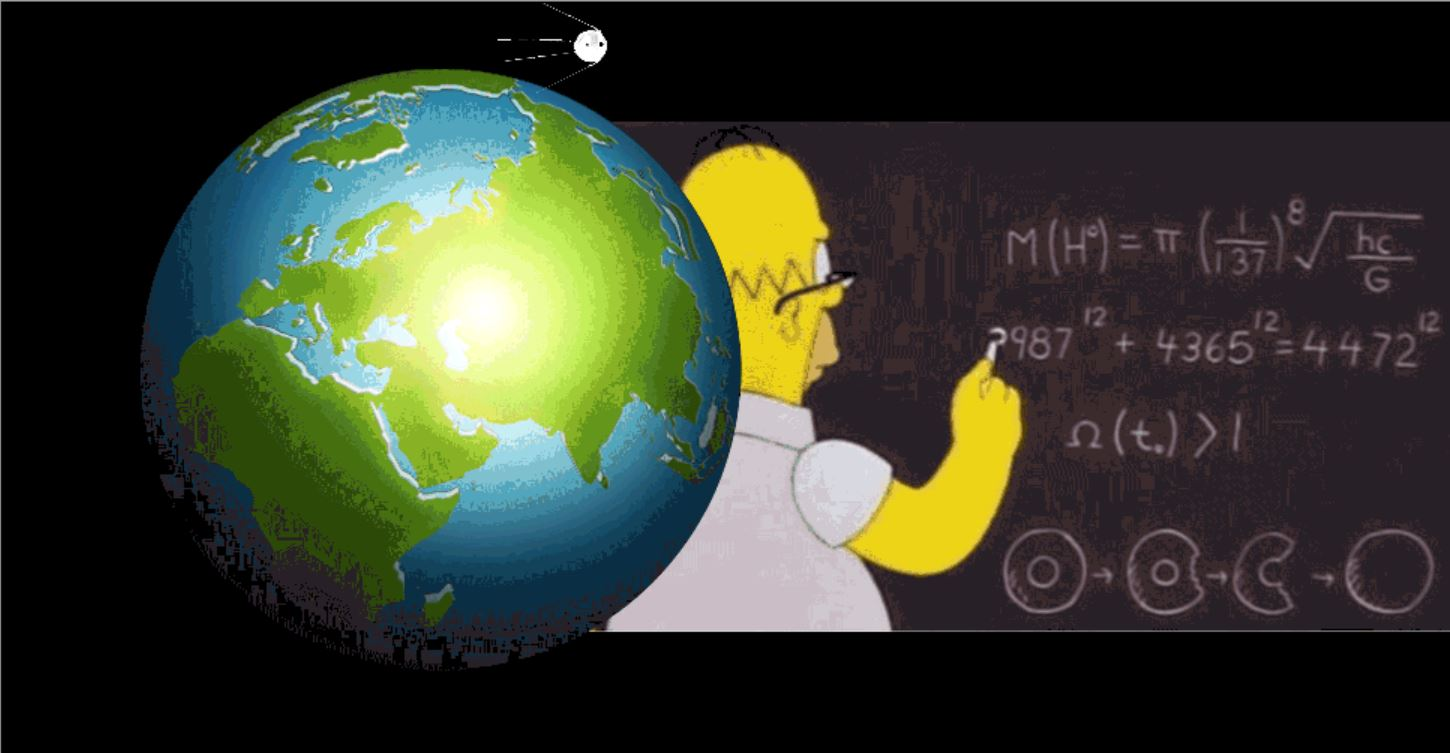 M(H°) = π (1/137)⁸ √(hc/G)
3987¹² + 4365¹² = 4472¹²
Ω(t₀) > 1